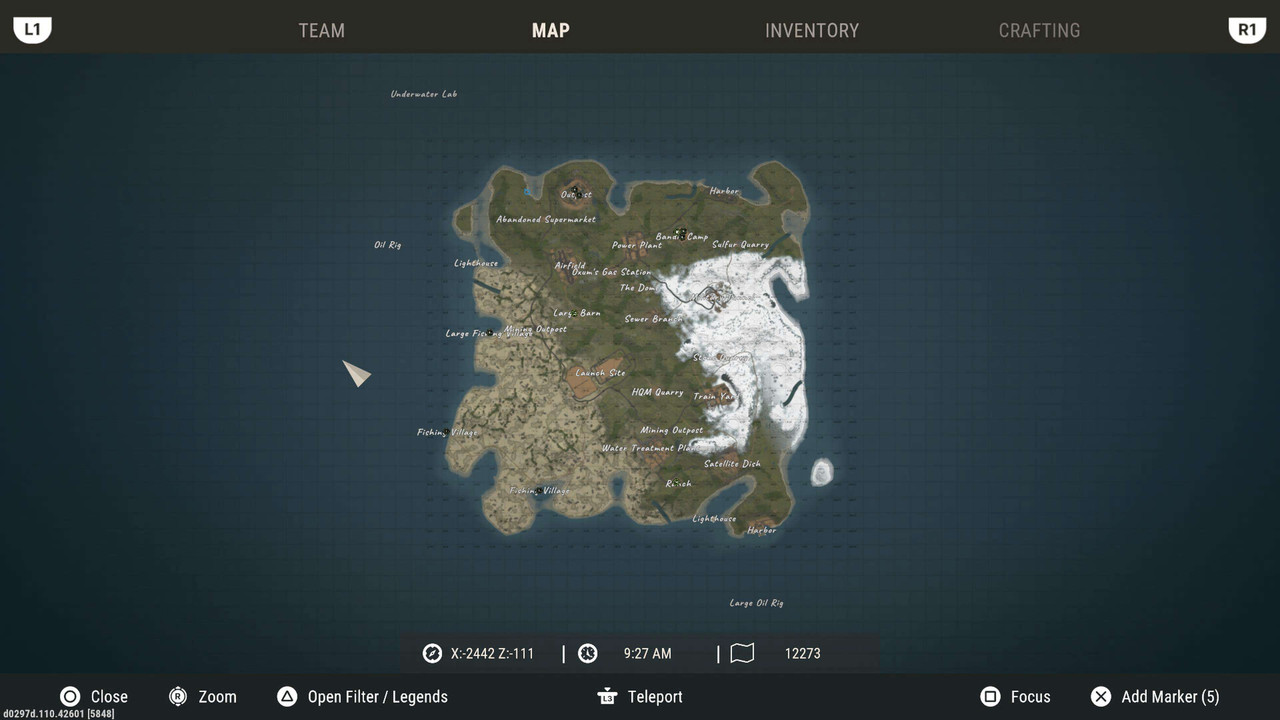 L1
TEAM
MAP
INVENTORY
CRAFTING
R1
Underwater Lab
Outpost
Harbor
Abandoned Supermarket
Bandit Camp
Power Plant
Sulfur Quarry
Oil Rig
Lighthouse
Airfield
Oxum's Gas Station
The Dome
Large Barn
Sewer Branch
Mining Outpost
Large Fishing Village
Launch Site
HQM Quarry
Train Yard
Mining Outpost
Fishing Village
Water Treatment Plant
Satellite Dish
Ranch
Fishing Village
Lighthouse
Harbor
Large Oil Rig
X:-2442 Z:-111
9:27 AM
12273
Close
R
Zoom
Open Filter / Legends
L3
Teleport
Focus
Add Marker (5)
d0297d.110.42601 [5848]